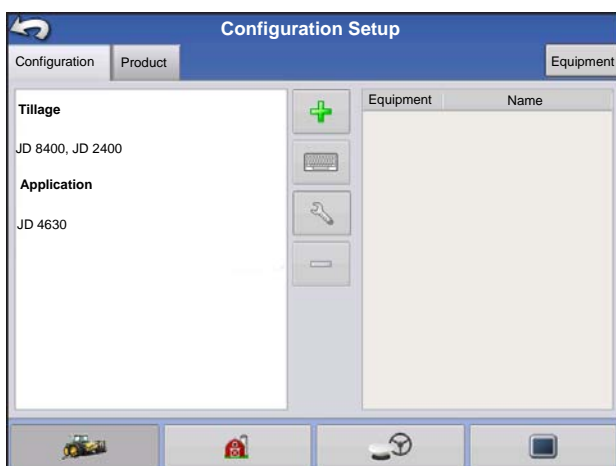 Configuration Setup
Configuration Product Equipment
Tillage
JD 8400, JD 2400
Application
JD 4630
Equipment Name